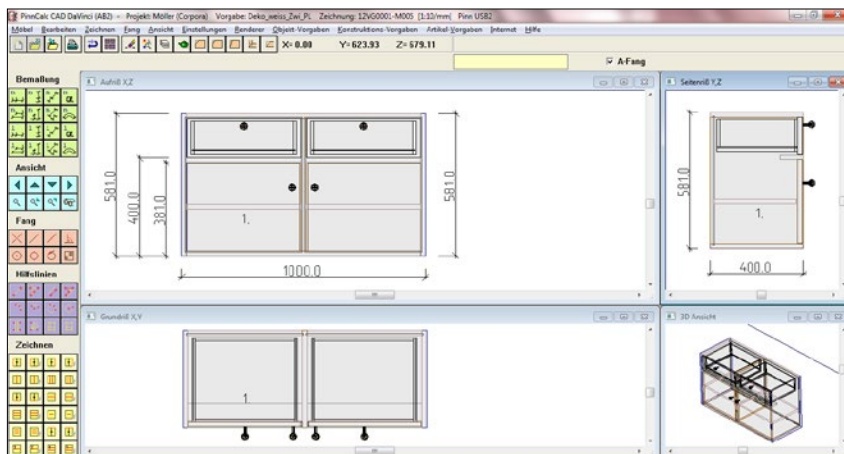 PinnCalc CAD DaVinci (AB2) - Projekt: Möller (Corpora) Vorgabe: Deko_weiss_Zwi_PL Zeichnung: 12VG0001-M005 [1:10/mm] Pinn USB2
Möbel Bearbeiten Zeichnen Fang Ansicht Einstellungen Renderer Objekt-Vorgaben Konstruktions-Vorgaben Artikel-Vorgaben Internet Hilfe
X= 0.00 Y=623.93 Z=679.11
A-Fang
Bemaßung
Ansicht
Fang
Hilfslinien
Zeichnen
Aufriß X,Z
581.0
400.0
381.0
581.0
1.
1000.0
Seitenriß Y,Z
581.0
1.
400.0
Grundriß X,Y
1.
3D Ansicht